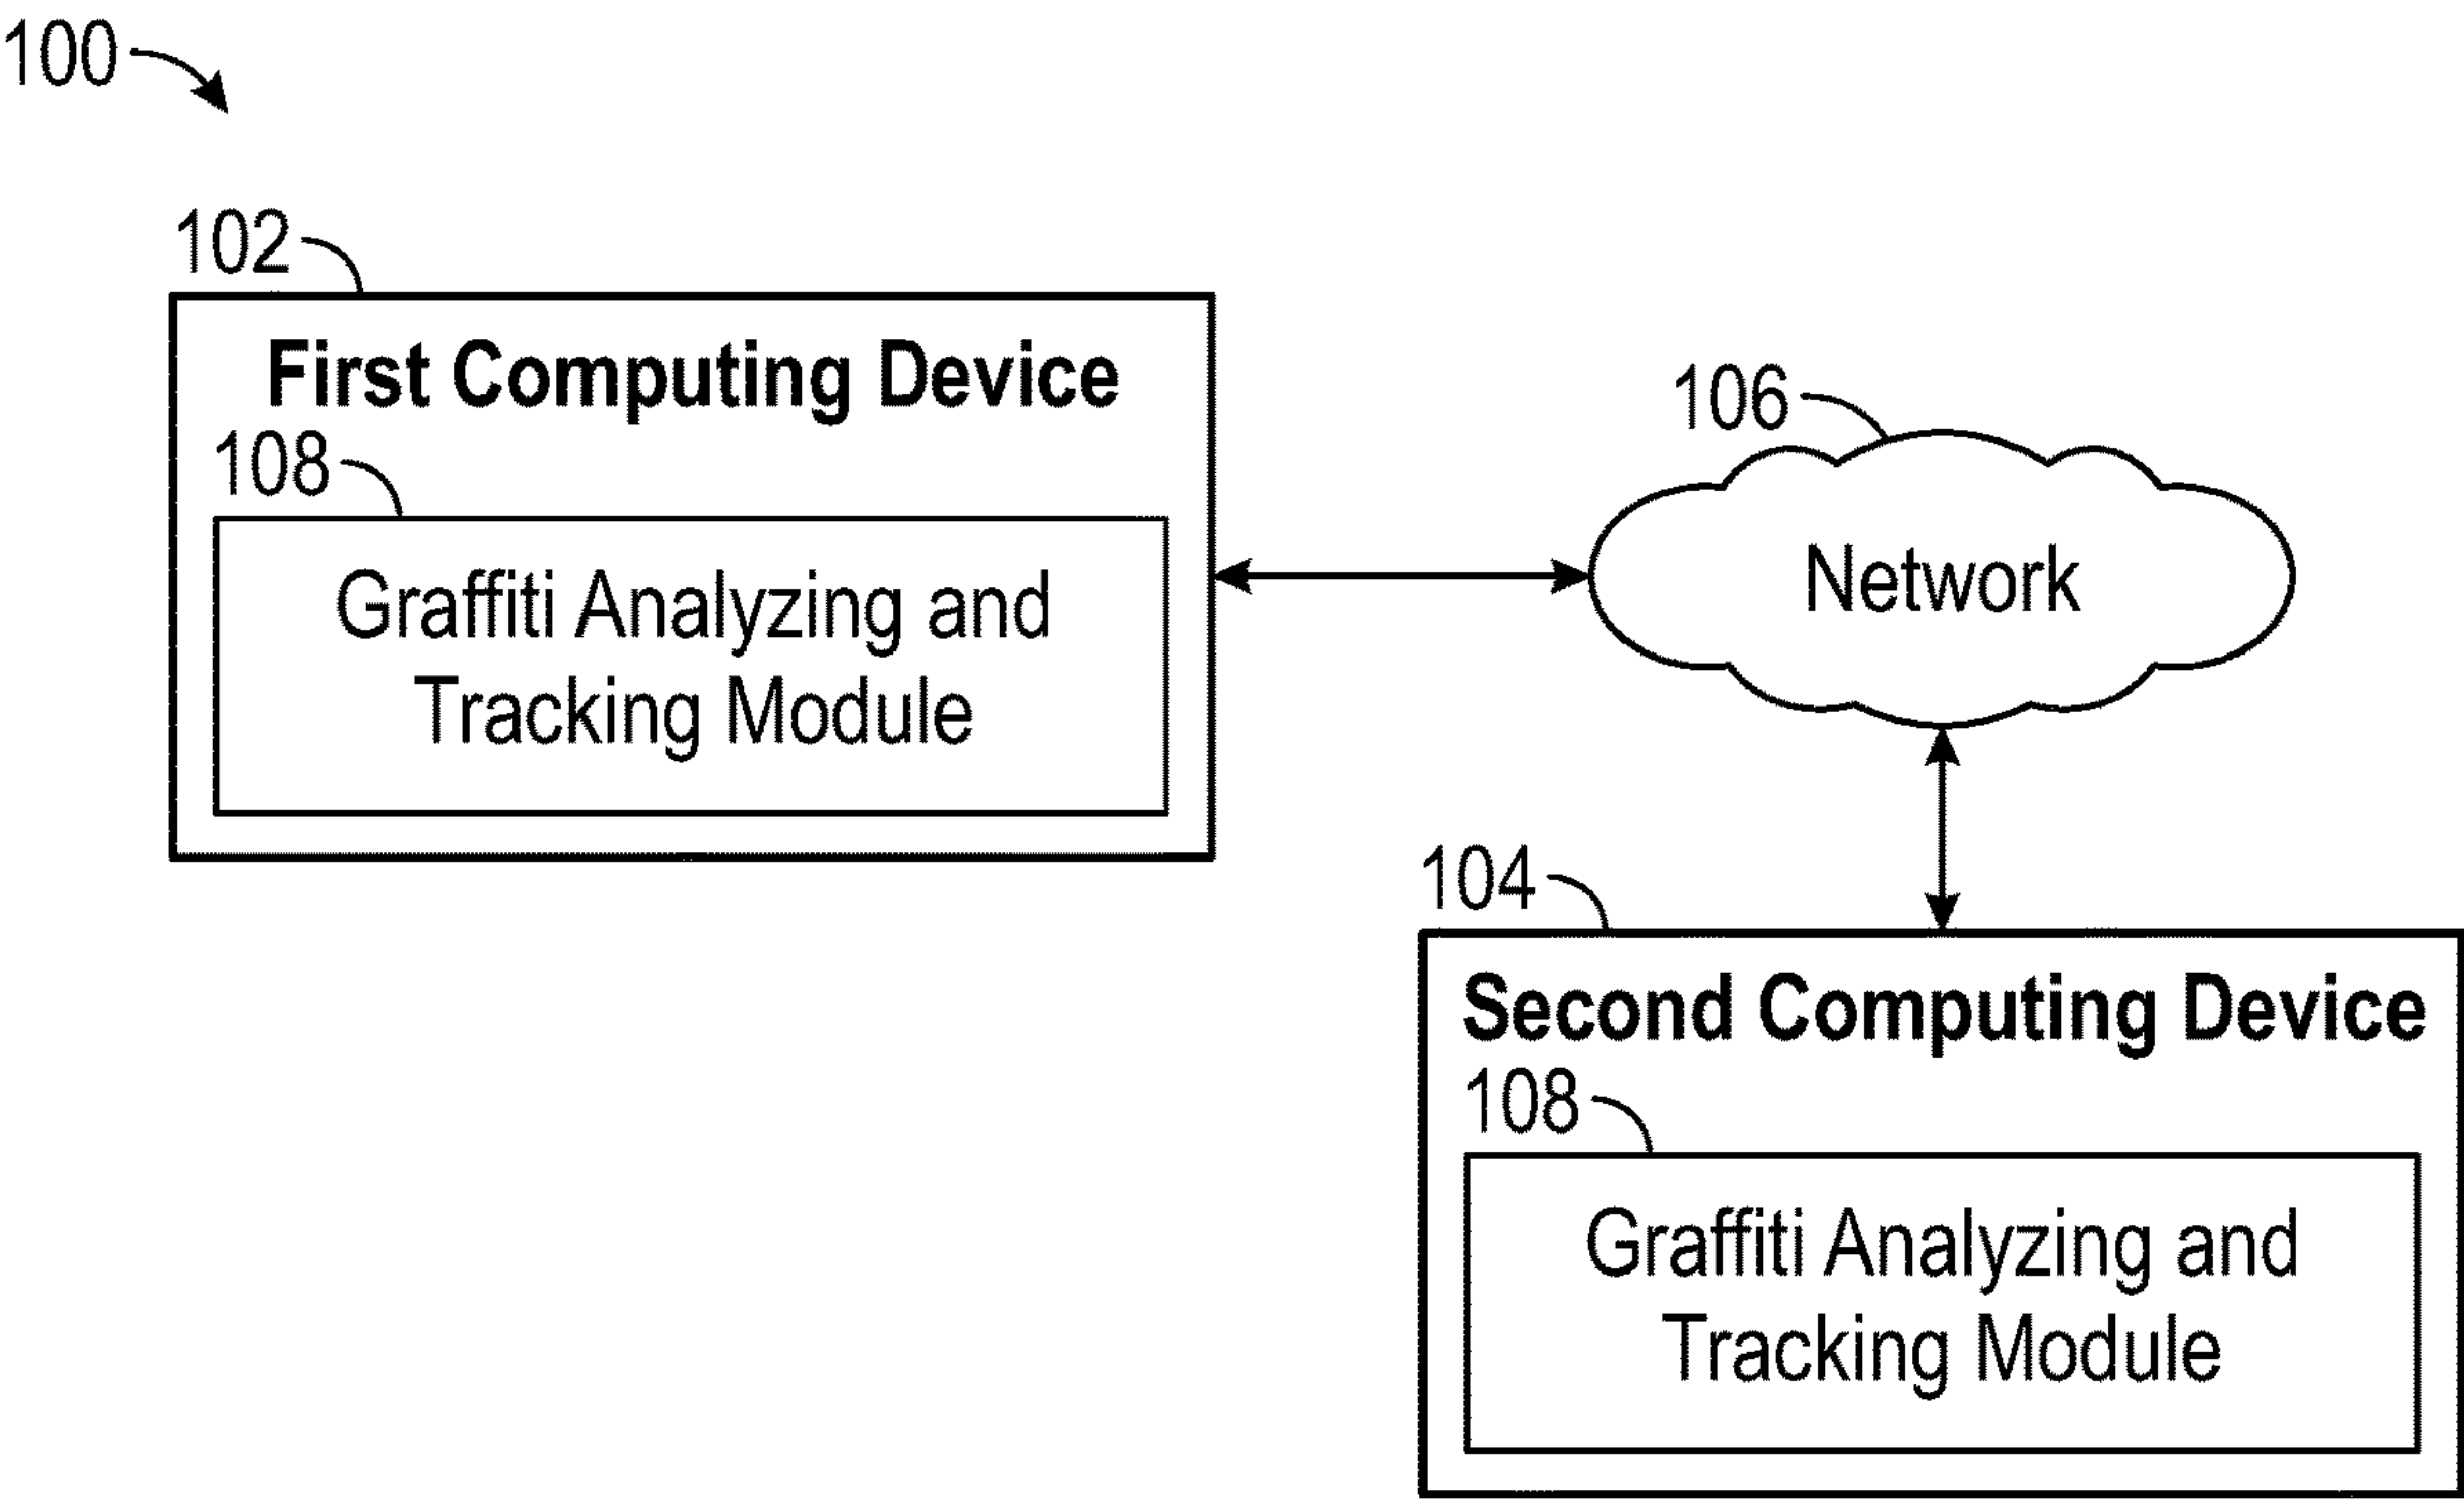 100
102
First Computing Device
108
Graffiti Analyzing and
Tracking Module
106
Network
104
Second Computing Device
108
Graffiti Analyzing and
Tracking Module